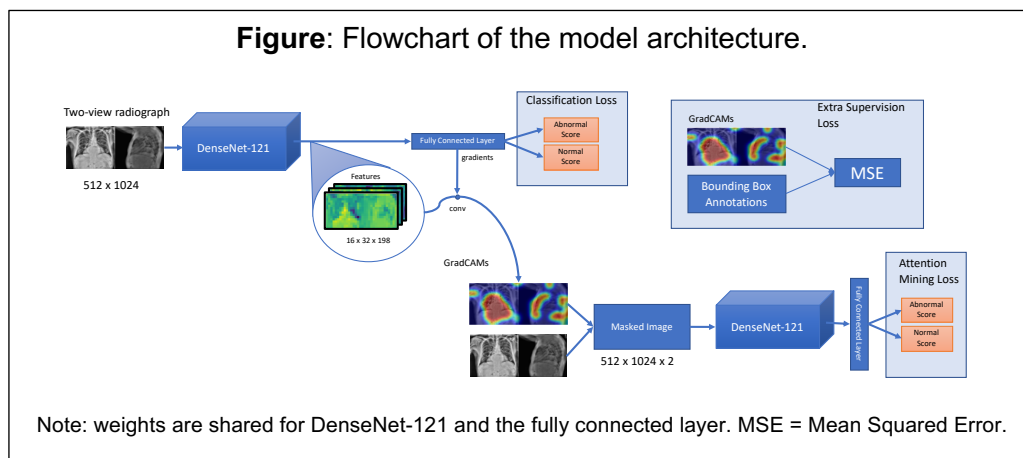 Figure: Flowchart of the model architecture.
Two-view radiograph
DenseNet-121
512 x 1024
Features
16 x 32 x 198
Fully Connected Layer
gradients
conv
Classification Loss
Abnormal
Score
Normal
Score
Extra Supervision
Loss
GradCAMs
Bounding Box
Annotations
MSE
GradCAMs
Masked Image
512 x 1024 x 2
DenseNet-121
Fully Connected Layer
Attention
Mining Loss
Abnormal
Score
Normal
Score
Note: weights are shared for DenseNet-121 and the fully connected layer. MSE = Mean Squared Error.